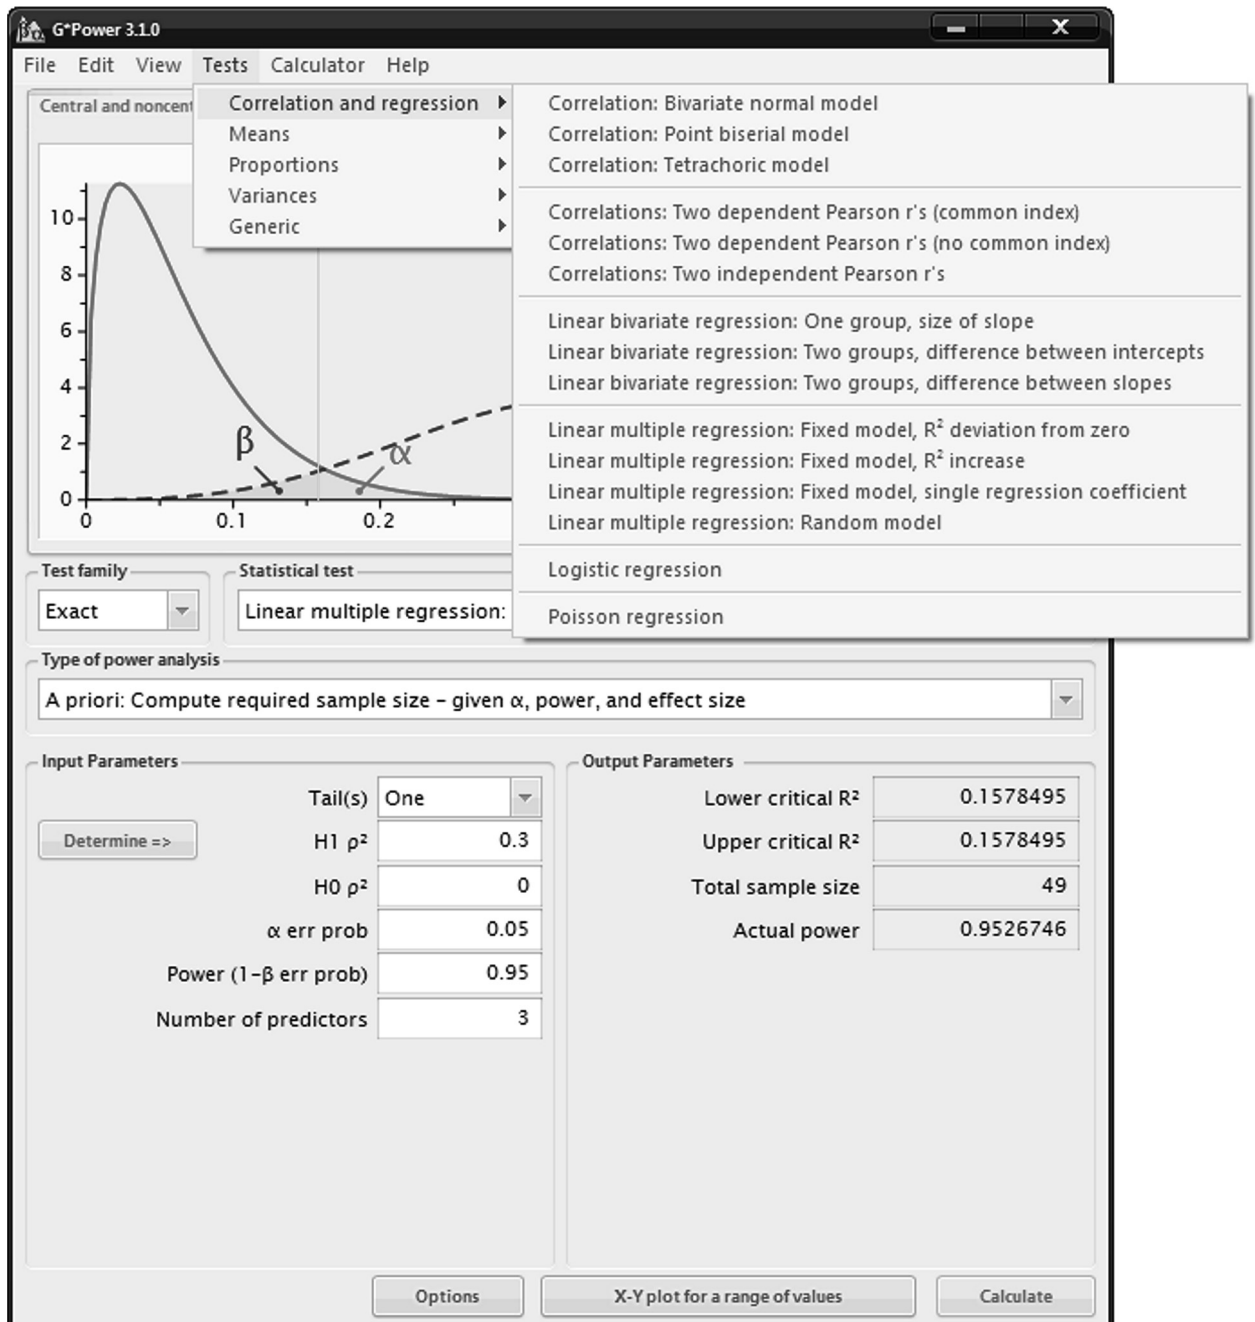 G*Power 3.1.0
File Edit View Tests Calculator Help
Central and noncent
Correlation and regression
Means
Proportions
Variances
Generic
Correlation: Bivariate normal model
Correlation: Point biserial model
Correlation: Tetrachoric model
Correlations: Two dependent Pearson r's (common index)
Correlations: Two dependent Pearson r's (no common index)
Correlations: Two independent Pearson r's
Linear bivariate regression: One group, size of slope
Linear bivariate regression: Two groups, difference between intercepts
Linear bivariate regression: Two groups, difference between slopes
Linear multiple regression: Fixed model, R² deviation from zero
Linear multiple regression: Fixed model, R² increase
Linear multiple regression: Fixed model, single regression coefficient
Linear multiple regression: Random model
Logistic regression
Poisson regression
10
8
6
4
2
0
β
α
0 0.1 0.2
Test family
Exact
Statistical test
Linear multiple regression:
Type of power analysis
A priori: Compute required sample size – given α, power, and effect size
Input Parameters
Tail(s) One
Determine => H1 ρ² 0.3
H0 ρ² 0
α err prob 0.05
Power (1-β err prob) 0.95
Number of predictors 3
Output Parameters
Lower critical R² 0.1578495
Upper critical R² 0.1578495
Total sample size 49
Actual power 0.9526746
Options X-Y plot for a range of values Calculate